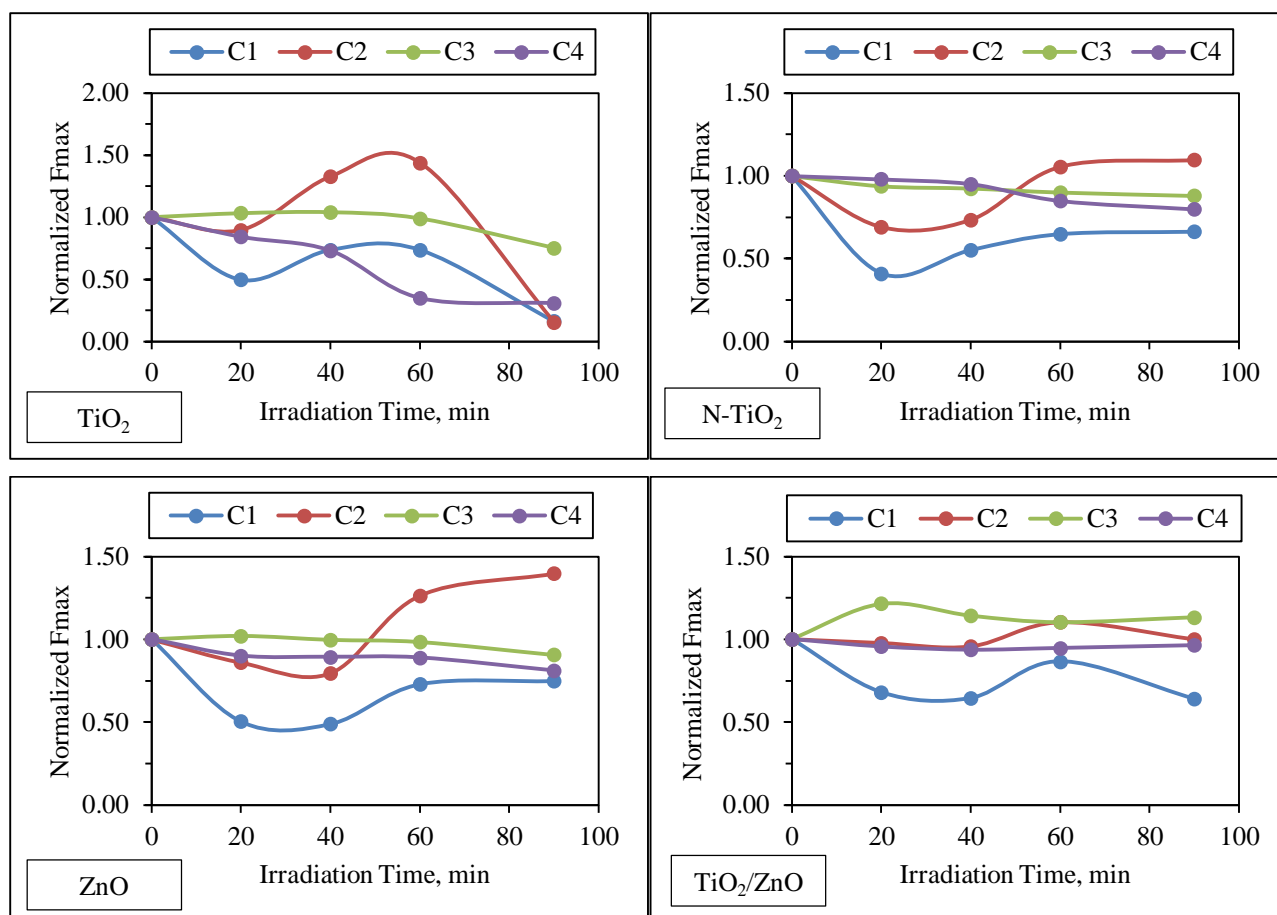 C1 C2 C3 C4
2.00
1.50
1.00
0.50
0.00
0 20 40 60 80 100
Normalized Fmax
Irradiation Time, min
TiO₂
C1 C2 C3 C4
1.50
1.00
0.50
0.00
0 20 40 60 80 100
Normalized Fmax
Irradiation Time, min
N-TiO₂
C1 C2 C3 C4
1.50
1.00
0.50
0.00
0 20 40 60 80 100
Normalized Fmax
Irradiation Time, min
ZnO
C1 C2 C3 C4
1.50
1.00
0.50
0.00
0 20 40 60 80 100
Normalized Fmax
Irradiation Time, min
TiO₂/ZnO